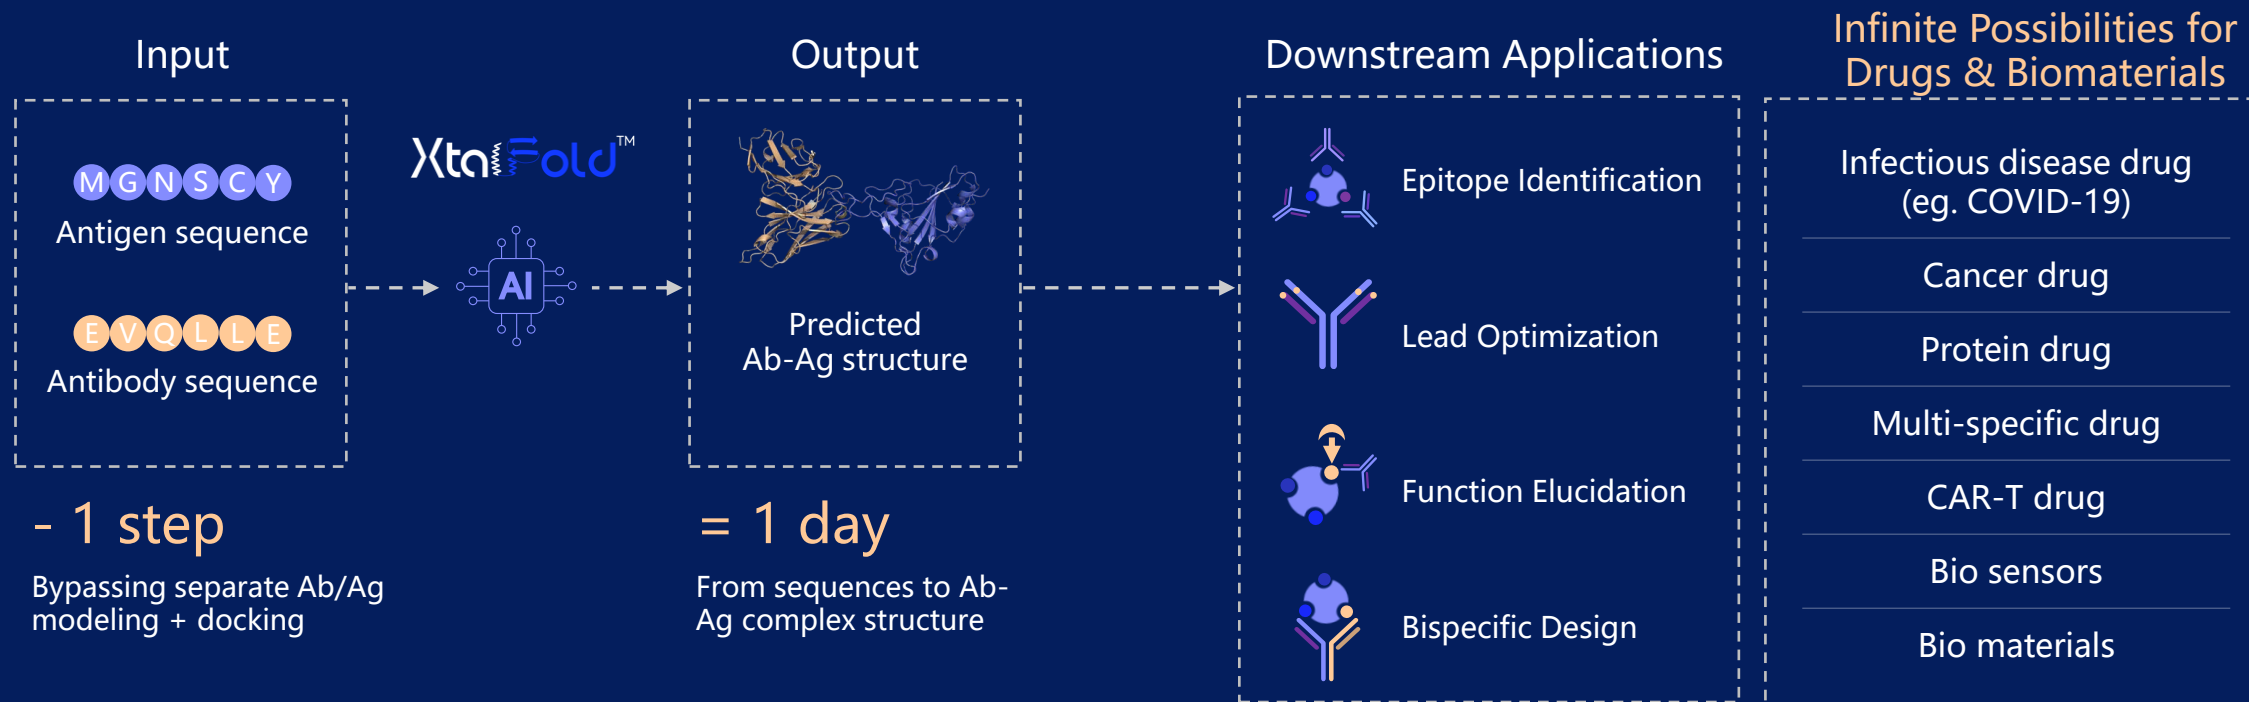 Input
M G N S C Y
Antigen sequence
E V Q L L E
Antibody sequence
- 1 step
Bypassing separate Ab/Ag
modeling + docking
XtalFold™
AI
Output
Predicted
Ab-Ag structure
= 1 day
From sequences to Ab-
Ag complex structure
Downstream Applications
Epitope Identification
Lead Optimization
Function Elucidation
Bispecific Design
Infinite Possibilities for
Drugs & Biomaterials
Infectious disease drug
(eg. COVID-19)
Cancer drug
Protein drug
Multi-specific drug
CAR-T drug
Bio sensors
Bio materials